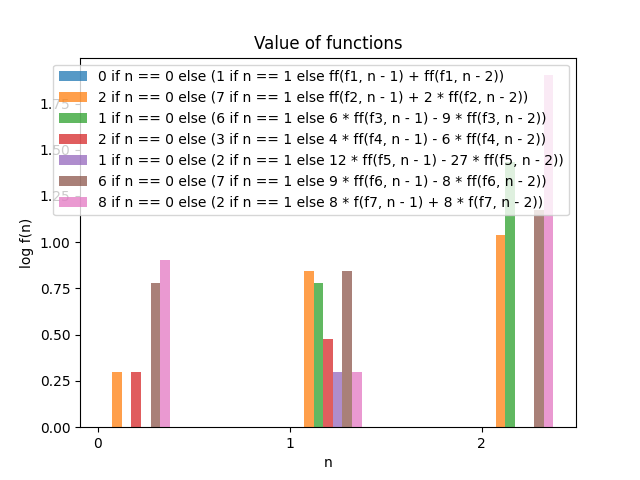 Value of functions
0 if n == 0 else (1 if n == 1 else ff(f1, n - 1) + ff(f1, n - 2))
2 if n == 0 else (7 if n == 1 else ff(f2, n - 1) + 2 * ff(f2, n - 2))
1 if n == 0 else (6 if n == 1 else 6 * ff(f3, n - 1) - 9 * ff(f3, n - 2))
2 if n == 0 else (3 if n == 1 else 4 * ff(f4, n - 1) - 6 * ff(f4, n - 2))
1 if n == 0 else (2 if n == 1 else 12 * ff(f5, n - 1) - 27 * ff(f5, n - 2))
6 if n == 0 else (7 if n == 1 else 9 * ff(f6, n - 1) - 8 * ff(f6, n - 2))
8 if n == 0 else (2 if n == 1 else 8 * f(f7, n - 1) + 8 * f(f7, n - 2))
1.75
1.50
1.25
1.00
0.75
0.50
0.25
0.00
log f(n)
0 1 2
n